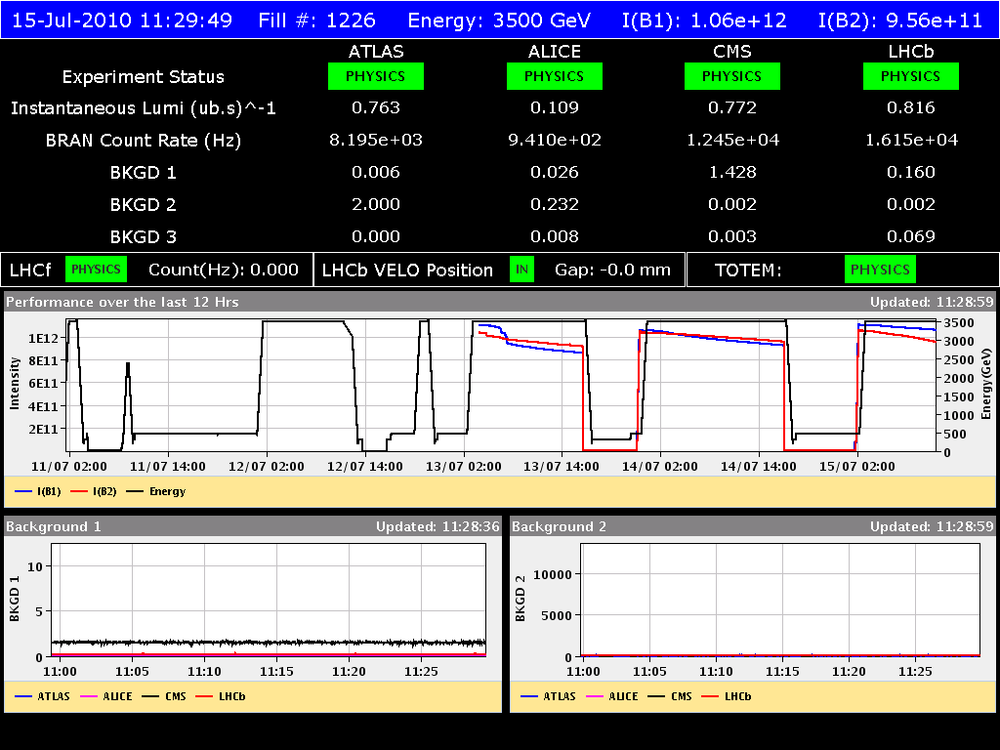 15-Jul-2010 11:29:49 Fill #: 1226 Energy: 3500 GeV I(B1): 1.06e+12 I(B2): 9.56e+11
ATLAS ALICE CMS LHCb
Experiment Status PHYSICS PHYSICS PHYSICS PHYSICS
Instantaneous Lumi (ub.s)^-1 0.763 0.109 0.772 0.816
BRAN Count Rate (Hz) 8.195e+03 9.410e+02 1.245e+04 1.615e+04
BKGD 1 0.006 0.026 1.428 0.160
BKGD 2 2.000 0.232 0.002 0.002
BKGD 3 0.000 0.008 0.003 0.069
LHCf PHYSICS Count(Hz): 0.000 LHCb VELO Position IN Gap: -0.0 mm TOTEM: PHYSICS
Performance over the last 12 Hrs Updated: 11:28:59
Intensity
1E12
8E11
6E11
4E11
2E11
3500
3000
2500
2000
1500
1000
500
0
Energy(GeV)
11/07 02:00 11/07 14:00 12/07 02:00 12/07 14:00 13/07 02:00 13/07 14:00 14/07 02:00 14/07 14:00 15/07 02:00
I(B1) I(B2) Energy
Background 1 Updated: 11:28:36
BKGD 1
10
5
0
11:00 11:05 11:10 11:15 11:20 11:25
ATLAS ALICE CMS LHCb
Background 2 Updated: 11:28:59
BKGD 2
10000
5000
0
11:00 11:05 11:10 11:15 11:20 11:25
ATLAS ALICE CMS LHCb